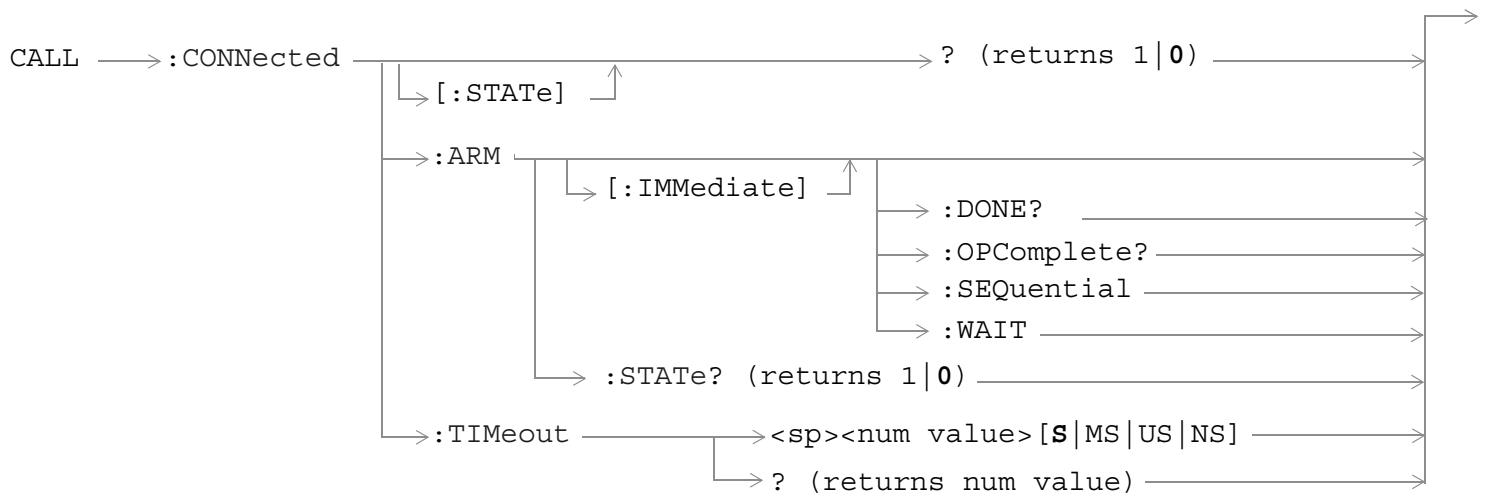 CALL :CONNected ? (returns 1|0)
[:STATe]
:ARM
[:IMMediate]
:DONE?
:OPComplete?
:SEQuential
:WAIT
:STATe? (returns 1|0)
:TIMeout <sp><num value>[S|MS|US|NS]
? (returns num value)